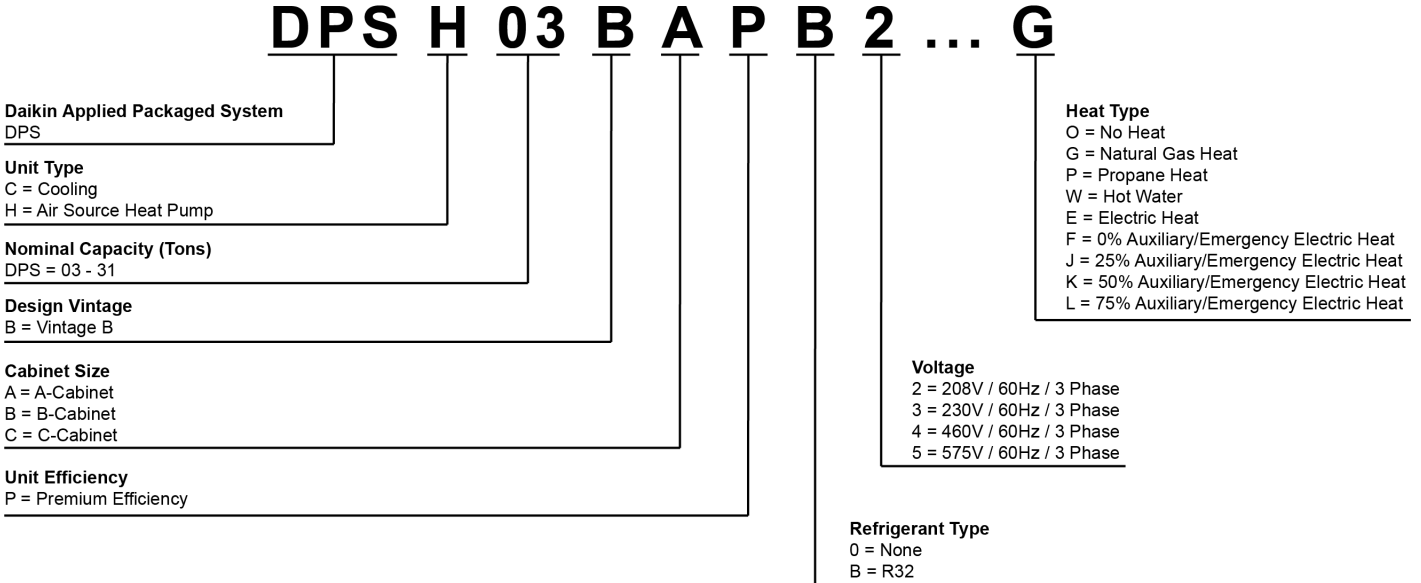 DPS H 03 B A P B 2 ... G
Daikin Applied Packaged System
DPS
Unit Type
C = Cooling
H = Air Source Heat Pump
Nominal Capacity (Tons)
DPS = 03 - 31
Design Vintage
B = Vintage B
Cabinet Size
A = A-Cabinet
B = B-Cabinet
C = C-Cabinet
Unit Efficiency
P = Premium Efficiency
Heat Type
O = No Heat
G = Natural Gas Heat
P = Propane Heat
W = Hot Water
E = Electric Heat
F = 0% Auxiliary/Emergency Electric Heat
J = 25% Auxiliary/Emergency Electric Heat
K = 50% Auxiliary/Emergency Electric Heat
L = 75% Auxiliary/Emergency Electric Heat
Voltage
2 = 208V / 60Hz / 3 Phase
3 = 230V / 60Hz / 3 Phase
4 = 460V / 60Hz / 3 Phase
5 = 575V / 60Hz / 3 Phase
Refrigerant Type
0 = None
B = R32